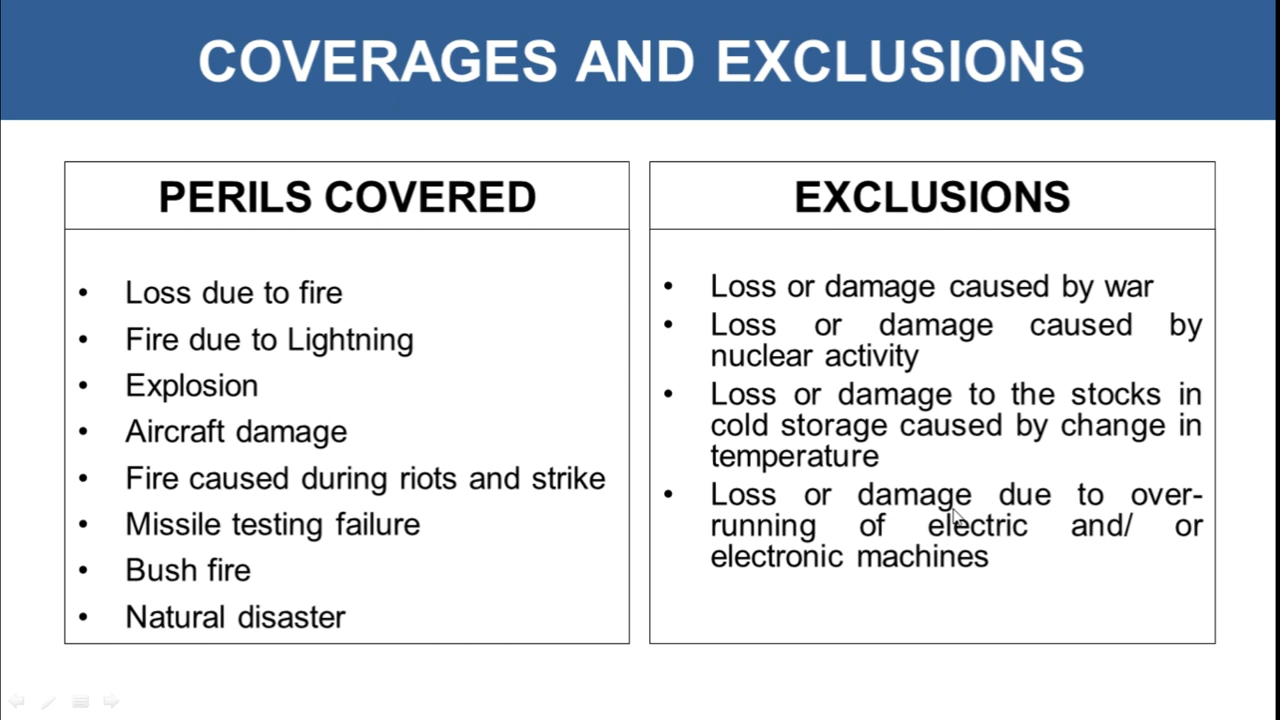 COVERAGES AND EXCLUSIONS
PERILS COVERED
• Loss due to fire
• Fire due to Lightning
• Explosion
• Aircraft damage
• Fire caused during riots and strike
• Missile testing failure
• Bush fire
• Natural disaster
EXCLUSIONS
• Loss or damage caused by war
• Loss or damage caused by
nuclear activity
• Loss or damage to the stocks in
cold storage caused by change in
temperature
• Loss or damage due to over-
running of electric and/ or
electronic machines